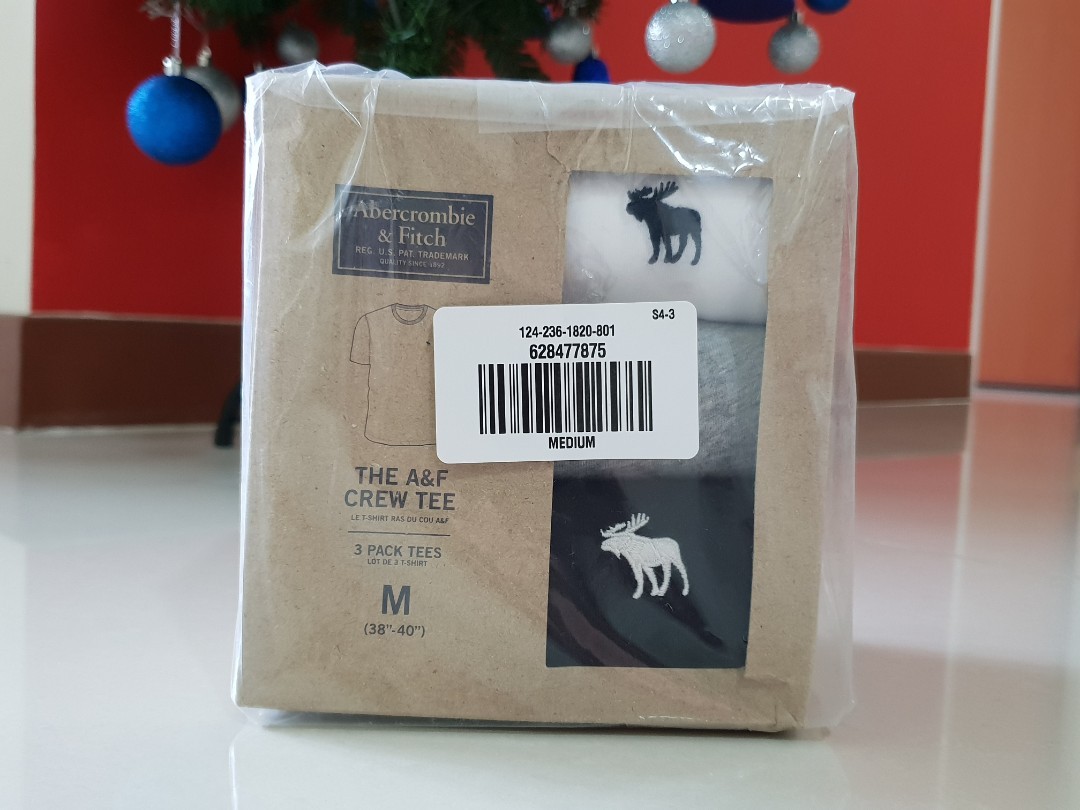 Abercrombie
& Fitch
REG. U.S. PAT. TRADEMARK
QUALITY SINCE 1892
S4-3
124-236-1820-801
628477875
MEDIUM
THE A&F
CREW TEE
LE T-SHIRT RAS DU COU A&F
3 PACK TEES
LOT DE 3 T-SHIRT
M
(38"-40")